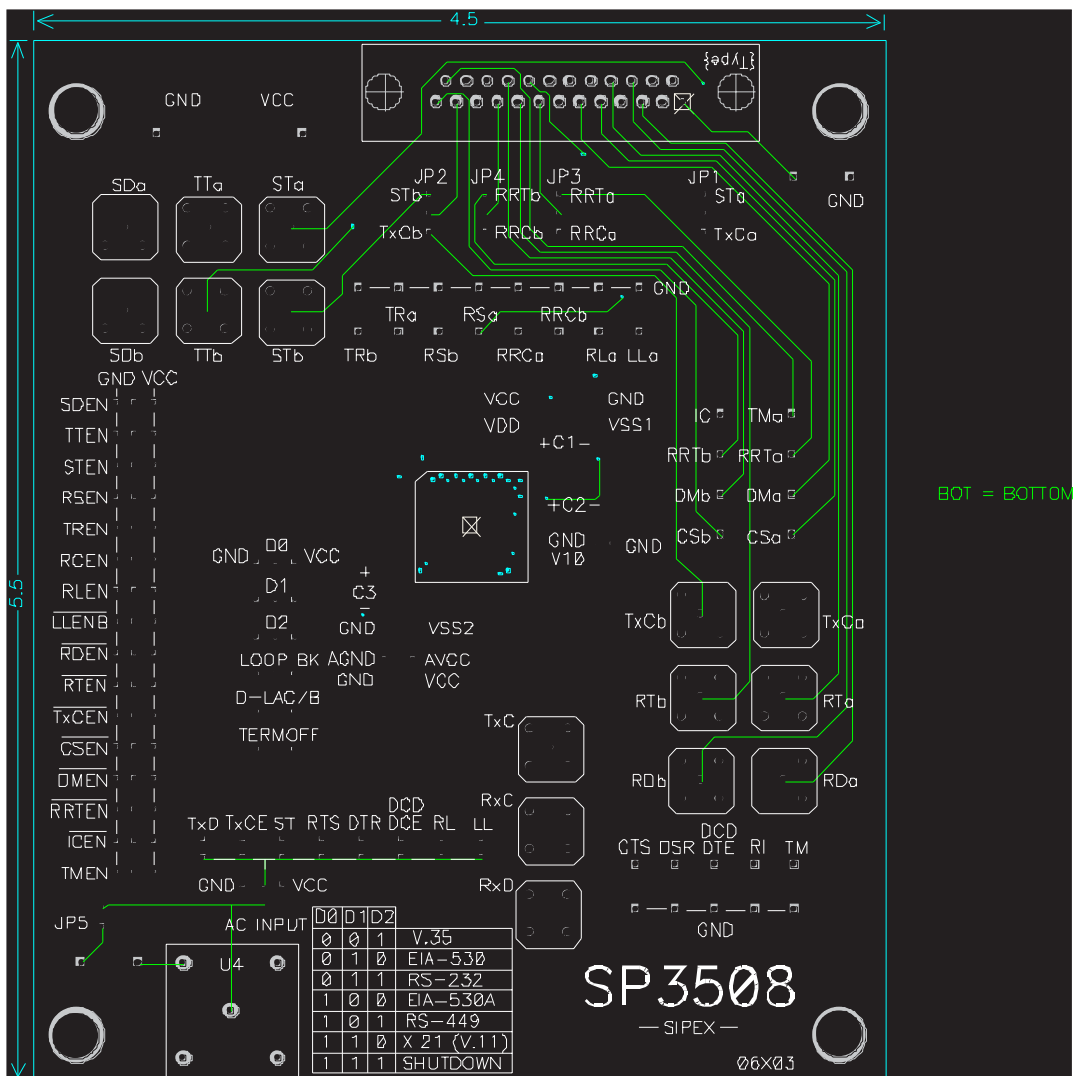 4.5
{Type}
GND VCC
JP2 JP4 JP3 JP1
SDa TTa STa
STb RRTb RRTa STa
GND
TxCb RRCb RRCa TxCa
GND
TRa RSa RRCb
SDb TTb STb
TRb RSb RRCa RLa LLa
GND VCC
VCC GND
SDEN
IC TMa
VDD VSS1
TTEN
+C1-
STEN
RRTb RRTa
RSEN
DMb DMa
BOT = BOTTOM
+C2-
TREN
CSb CSa
D0
GND VCC
GND
V10
GND
RCEN
D1
+
C3
-
RLEN
5.5
LLENB
D2
GND VSS2
TxCb TxCa
RDEN
LOOP BK AGND AVCC
GND VCC
RTEN
D-LAC/B
RTb RTa
TxCEN
TxC
TERMOFF
CSEN
DMEN
RDb RDa
RxC
RRTEN
DCD
TxD TxCE ST RTS DTR DCE RL LL
DCD
ICEN
CTS DSR DTE RI TM
TMEN
GND VCC
RxD
JP5
AC INPUT
GND
U4
D0 D1 D2
0 0 1 V.35
0 1 0 EIA-530
0 1 1 RS-232
1 0 0 EIA-530A
1 0 1 RS-449
1 1 0 X 21 (V.11)
1 1 1 SHUTDOWN
SP3508
— SIPEX —
06X03